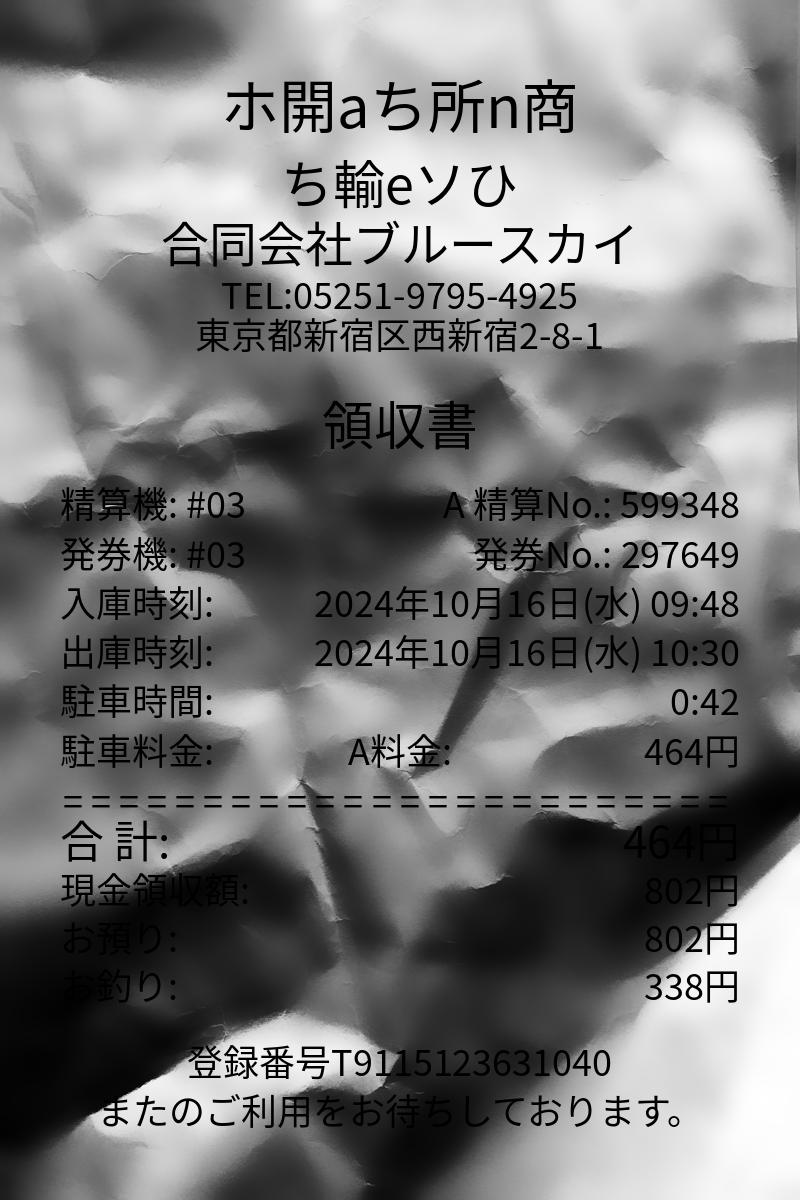 ホ開aち所n商
ち輸eソひ
合同会社ブルースカイ
TEL:05251-9795-4925
東京都新宿区西新宿2-8-1
領収書
精算機: #03 A 精算No.: 599348
発券機: #03 発券No.: 297649
入庫時刻: 2024年10月16日(水) 09:48
出庫時刻: 2024年10月16日(水) 10:30
駐車時間: 0:42
駐車料金: A料金: 464円
========================
合 計: 464円
現金領収額: 802円
お預り: 802円
お釣り: 338円
登録番号T9115123631040
またのご利用をお待ちしております。